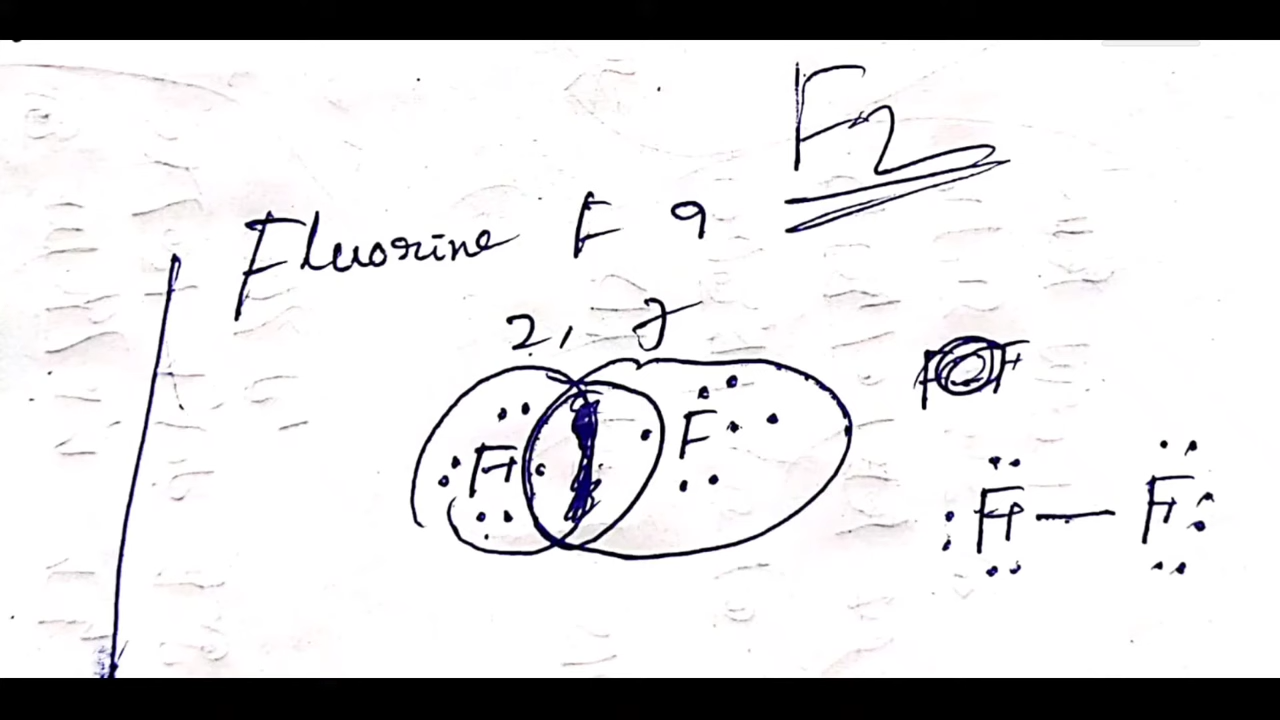 F2
Fluorine F 9
2, 7
F F
F F
F — F